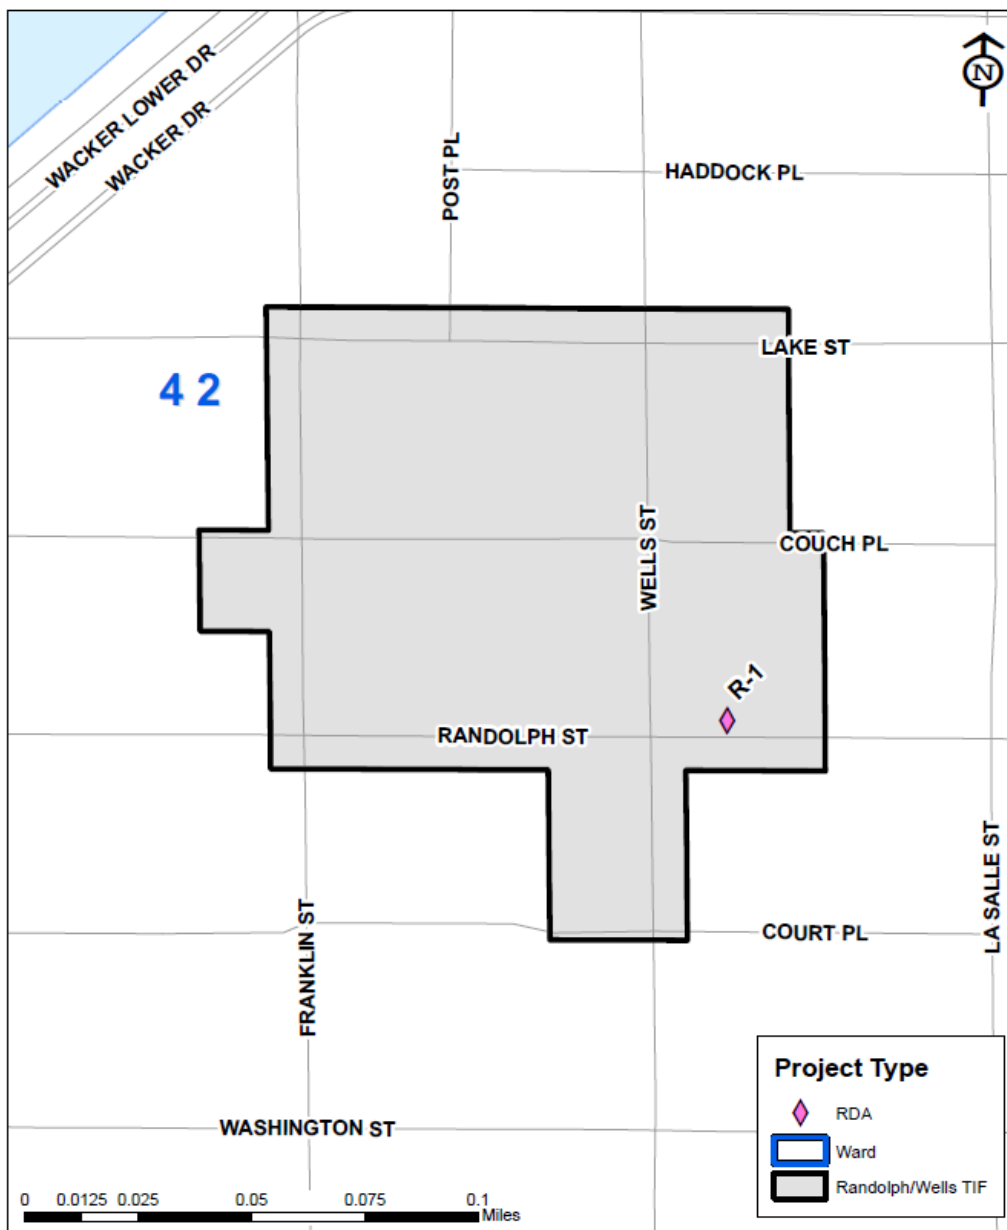 WACKER LOWER DR
WACKER DR
POST PL
HADDOCK PL
N
LAKE ST
4 2
WELLS ST
COUCH PL
R-1
RANDOLPH ST
FRANKLIN ST
COURT PL
LA SALLE ST
WASHINGTON ST
Project Type
RDA
Ward
Randolph/Wells TIF
0 0.0125 0.025 0.05 0.075 0.1
Miles